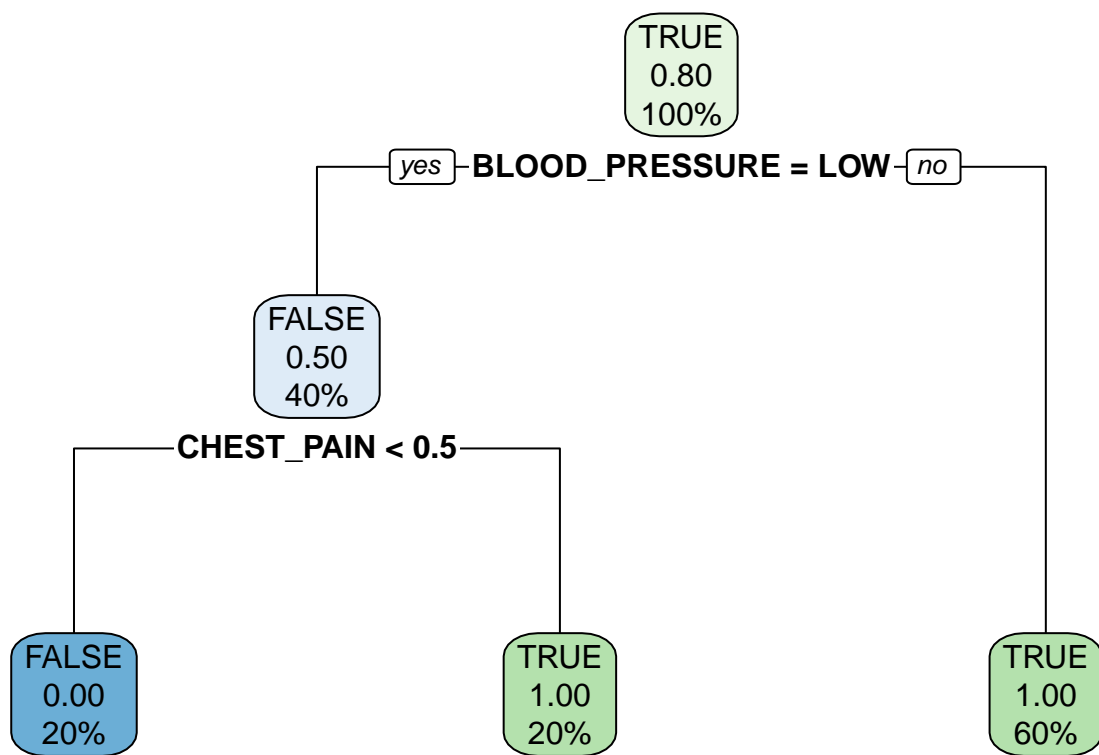 TRUE
0.80
100%
yes BLOOD_PRESSURE = LOW no
FALSE
0.50
40%
CHEST_PAIN < 0.5
FALSE
0.00
20%
TRUE
1.00
20%
TRUE
1.00
60%